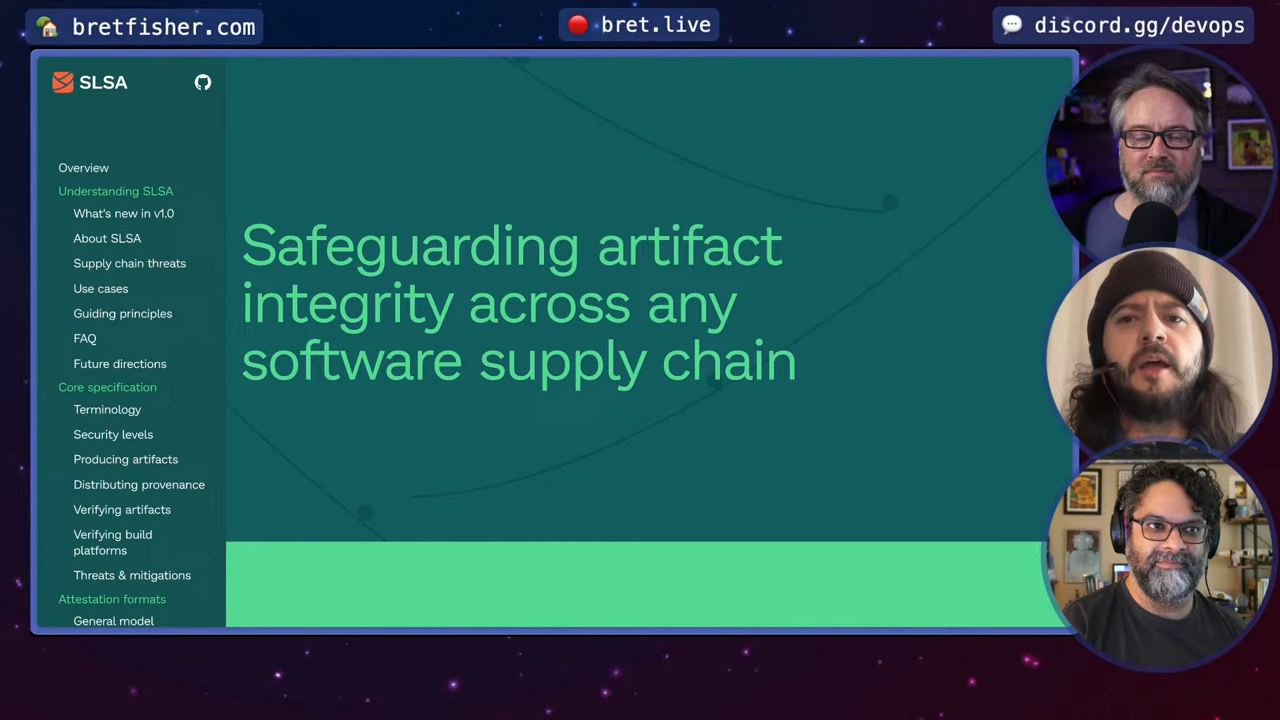 bretfisher.com
bret.live
discord.gg/devops
SLSA
Overview
Understanding SLSA
What's new in v1.0
About SLSA
Supply chain threats
Use cases
Guiding principles
FAQ
Future directions
Core specification
Terminology
Security levels
Producing artifacts
Distributing provenance
Verifying artifacts
Verifying build
platforms
Threats & mitigations
Attestation formats
General model
Safeguarding artifact
integrity across any
software supply chain